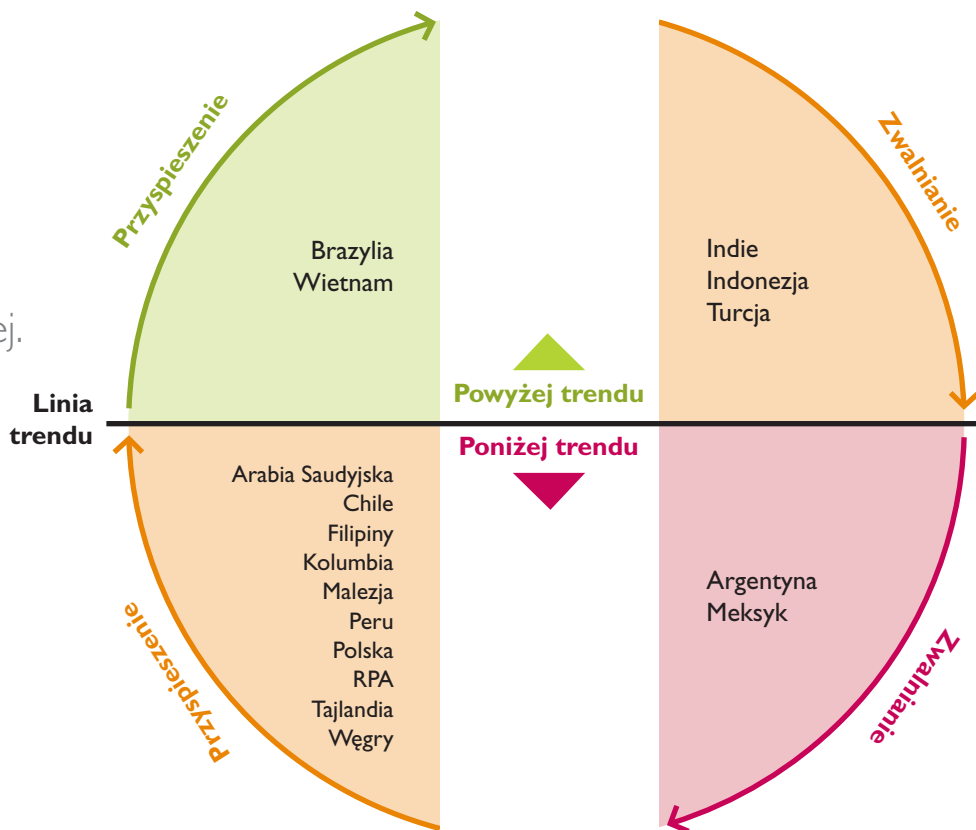 Przyspieszenie
Brazylia
Wietnam
Zwalnianie
Indie
Indonezja
Turcja
ej.
Powyżej trendu
Linia
trendu
Poniżej trendu
Arabia Saudyjska
Chile
Filipiny
Kolumbia
Malezja
Peru
Polska
RPA
Tajlandia
Węgry
Przyspieszenie
Argentyna
Meksyk
Zwalnianie